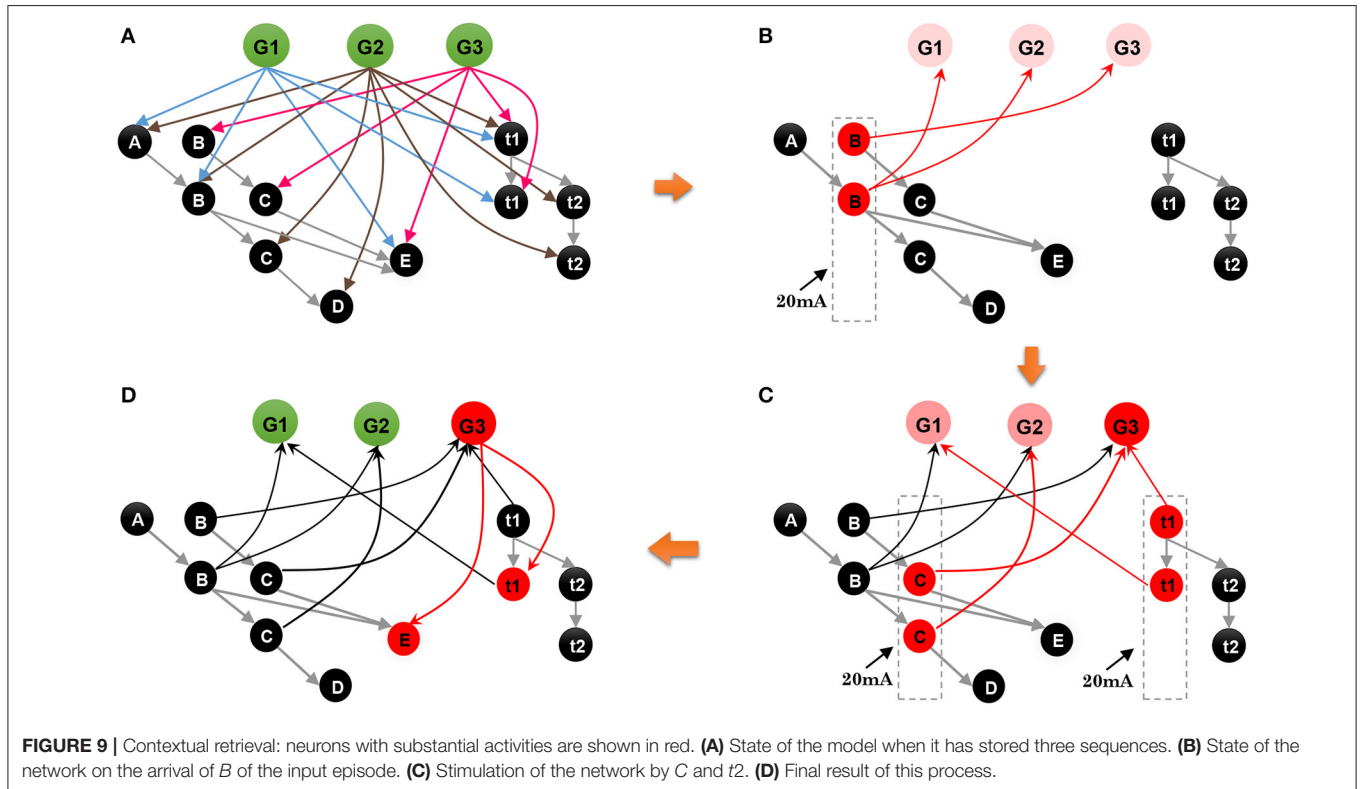 A
G1 G2 G3
A B t1
B C t1 t2
C E t2
D
B
G1 G2 G3
A B t1
B C t1 t2
C E t2
20mA D
D
G1 G2 G3
A B t1
B C t1 t2
C E t2
D
C
G1 G2 G3
A B t1
B C t1 t2
C E t2
20mA D 20mA
FIGURE 9 | Contextual retrieval: neurons with substantial activities are shown in red. (A) State of the model when it has stored three sequences. (B) State of the
network on the arrival of B of the input episode. (C) Stimulation of the network by C and t2. (D) Final result of this process.